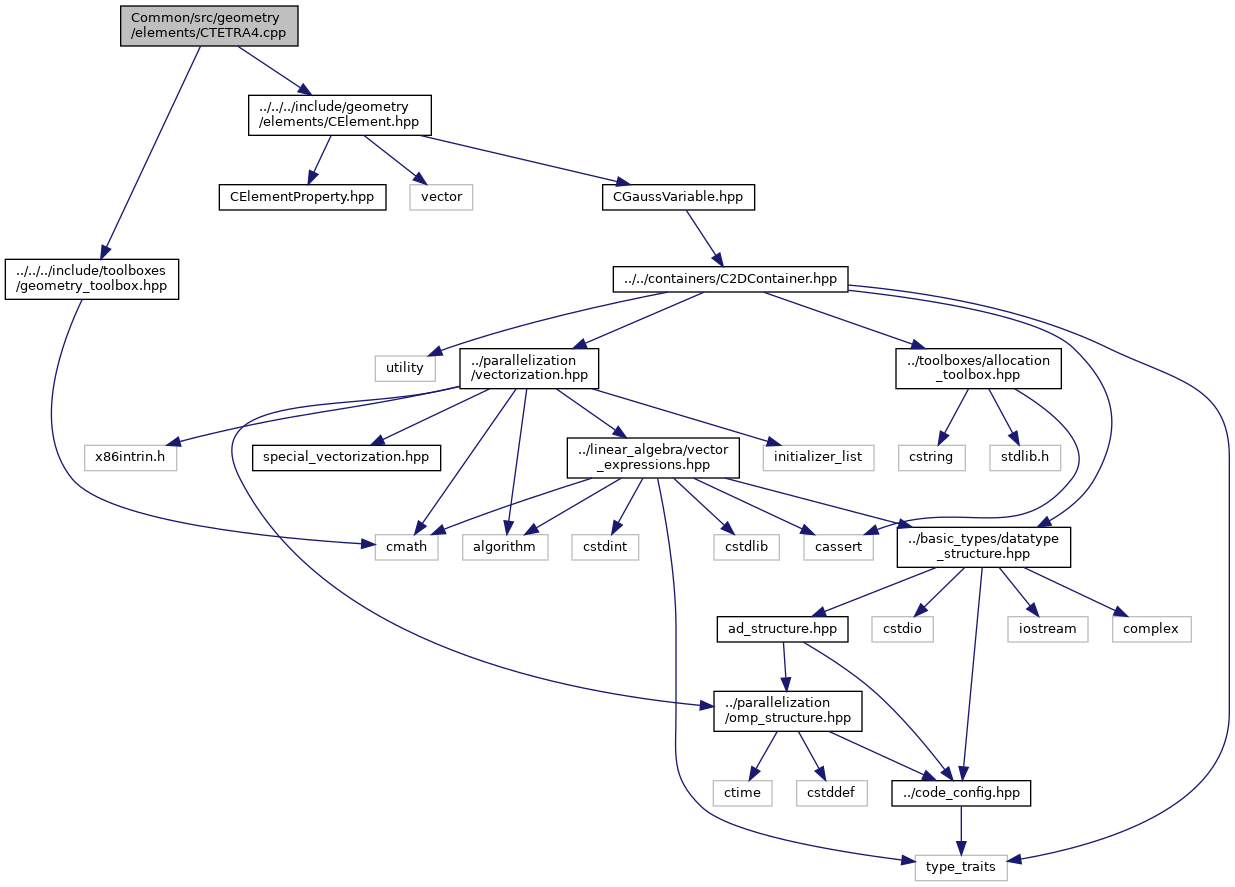 Common/src/geometry
/elements/CTETRA4.cpp
../../../include/geometry
/elements/CElement.hpp
CElementProperty.hpp
vector
CGaussVariable.hpp
../../../include/toolboxes
/geometry_toolbox.hpp
../../containers/C2DContainer.hpp
utility
../parallelization
/vectorization.hpp
../toolboxes/allocation
_toolbox.hpp
x86intrin.h
special_vectorization.hpp
../linear_algebra/vector
_expressions.hpp
initializer_list
cstring
stdlib.h
cmath
algorithm
cstdint
cstdlib
cassert
../basic_types/datatype
_structure.hpp
ad_structure.hpp
cstdio
iostream
complex
../parallelization
/omp_structure.hpp
ctime
cstddef
../code_config.hpp
type_traits